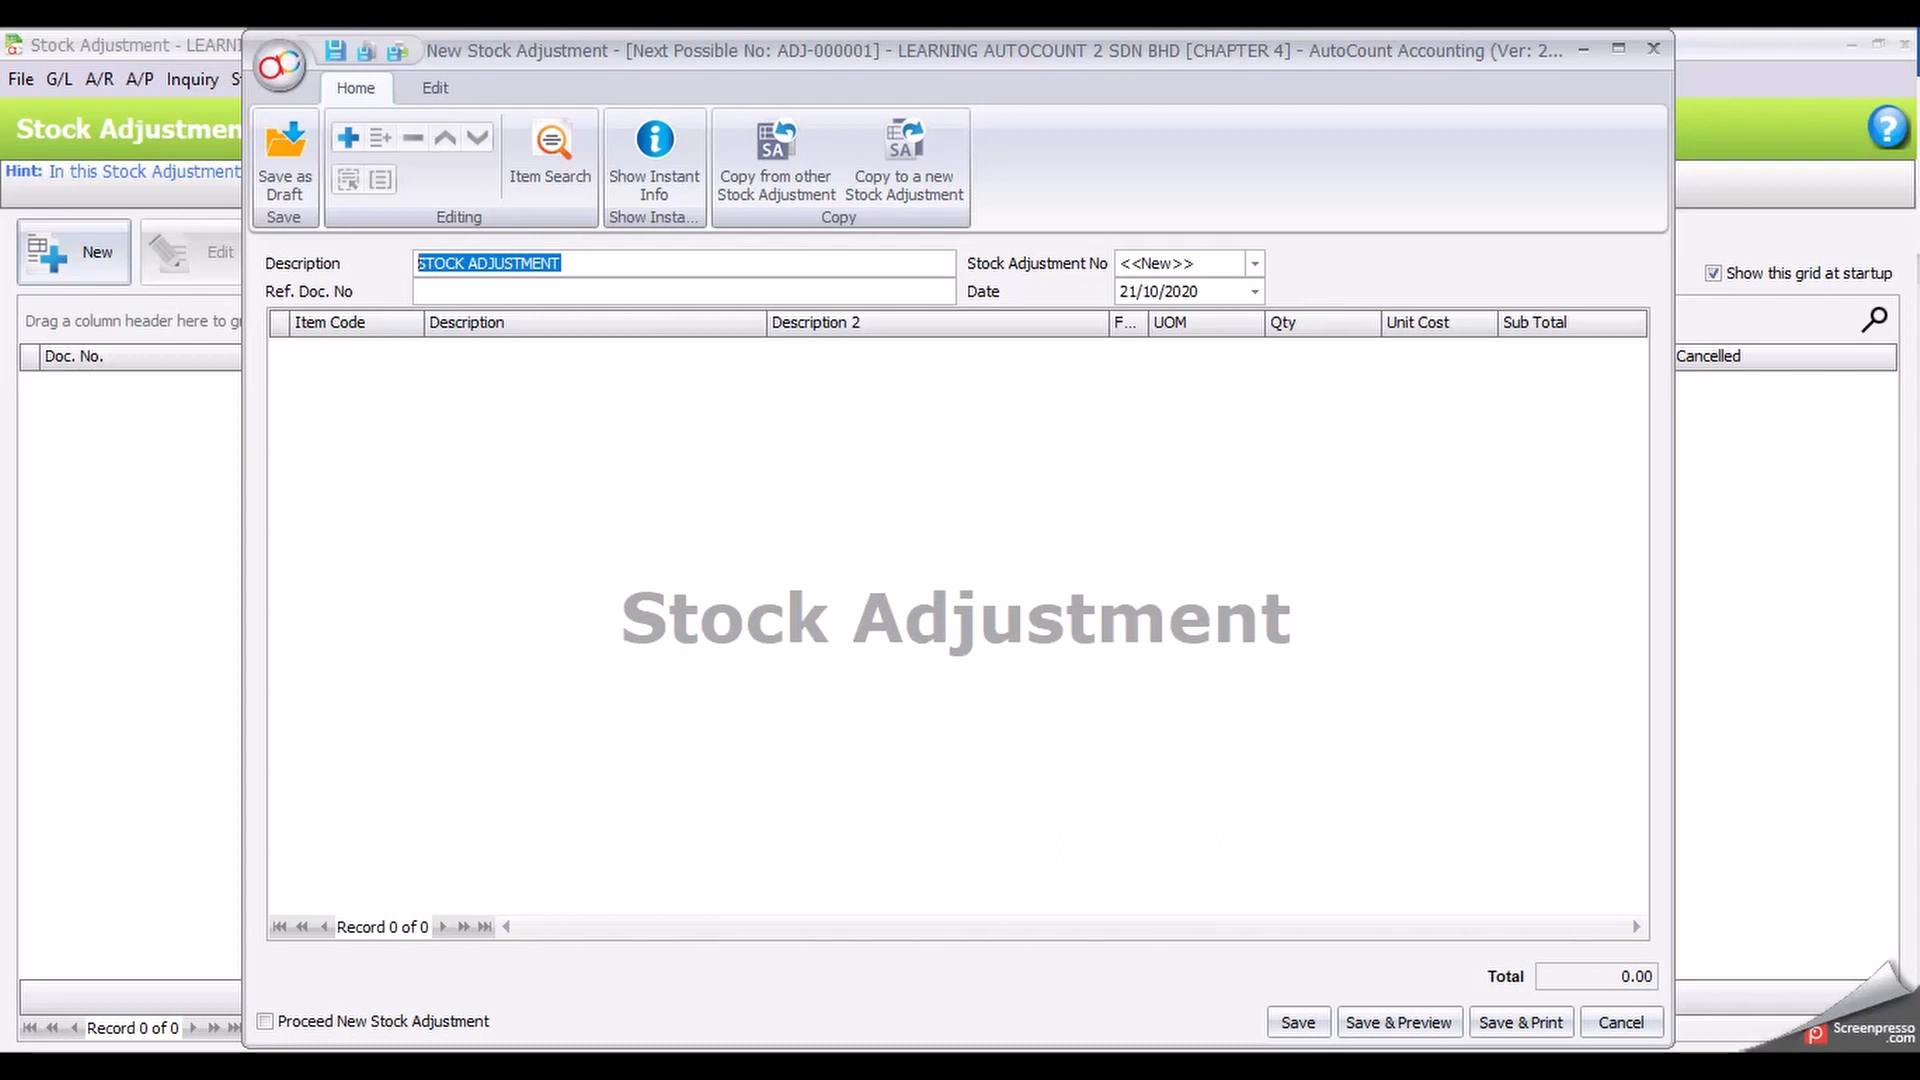 Stock Adjustment - LEARNI
New Stock Adjustment - [Next Possible No: ADJ-000001] - LEARNING AUTOCOUNT 2 SDN BHD [CHAPTER 4] - AutoCount Accounting (Ver: 2...
File G/L A/R A/P Inquiry S
Home Edit
Stock Adjustmen
Hint: In this Stock Adjustment
Save as Draft
Item Search
Show Instant Info
Copy from other Stock Adjustment
Copy to a new Stock Adjustment
Save Editing Show Insta... Copy
New Edit
Description STOCK ADJUSTMENT Stock Adjustment No <<New>>
Show this grid at startup
Ref. Doc. No Date 21/10/2020
Drag a column header here to gr
Item Code Description Description 2 F... UOM Qty Unit Cost Sub Total
Doc. No. Cancelled
Stock Adjustment
Record 0 of 0
Total 0.00
Proceed New Stock Adjustment
Save Save & Preview Save & Print Cancel
Record 0 of 0
Screenpresso
.com